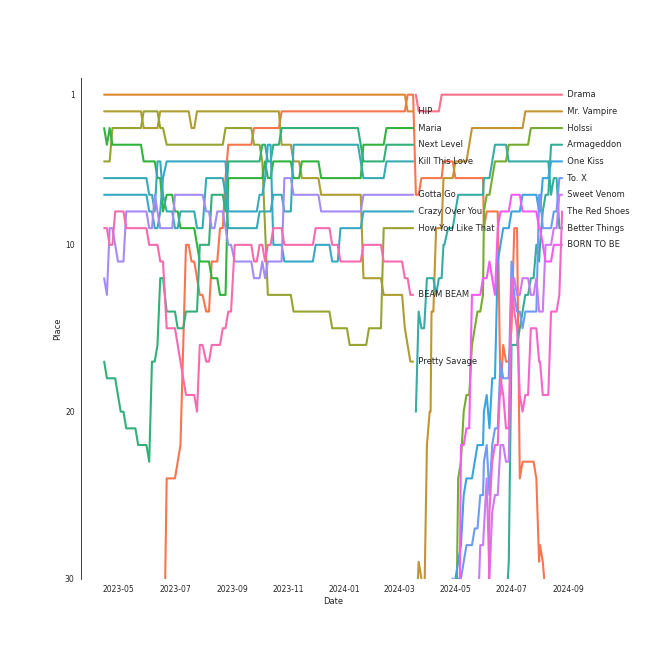 1
10
20
30
Place
2023-05
2023-07
2023-09
2023-11
2024-01
2024-03
2024-05
2024-07
2024-09
Date
HIP
Maria
Next Level
Kill This Love
Gotta Go
Crazy Over You
How You Like That
BEAM BEAM
Pretty Savage
Drama
Mr. Vampire
Holssi
Armageddon
One Kiss
To. X
Sweet Venom
The Red Shoes
Better Things
BORN TO BE